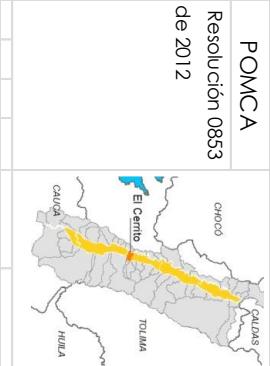 POMCA
Resolución 0853
de 2012
CHOCÓ
CALDAS
El Cerrito
TOLIMA
CAUCA
HUILA